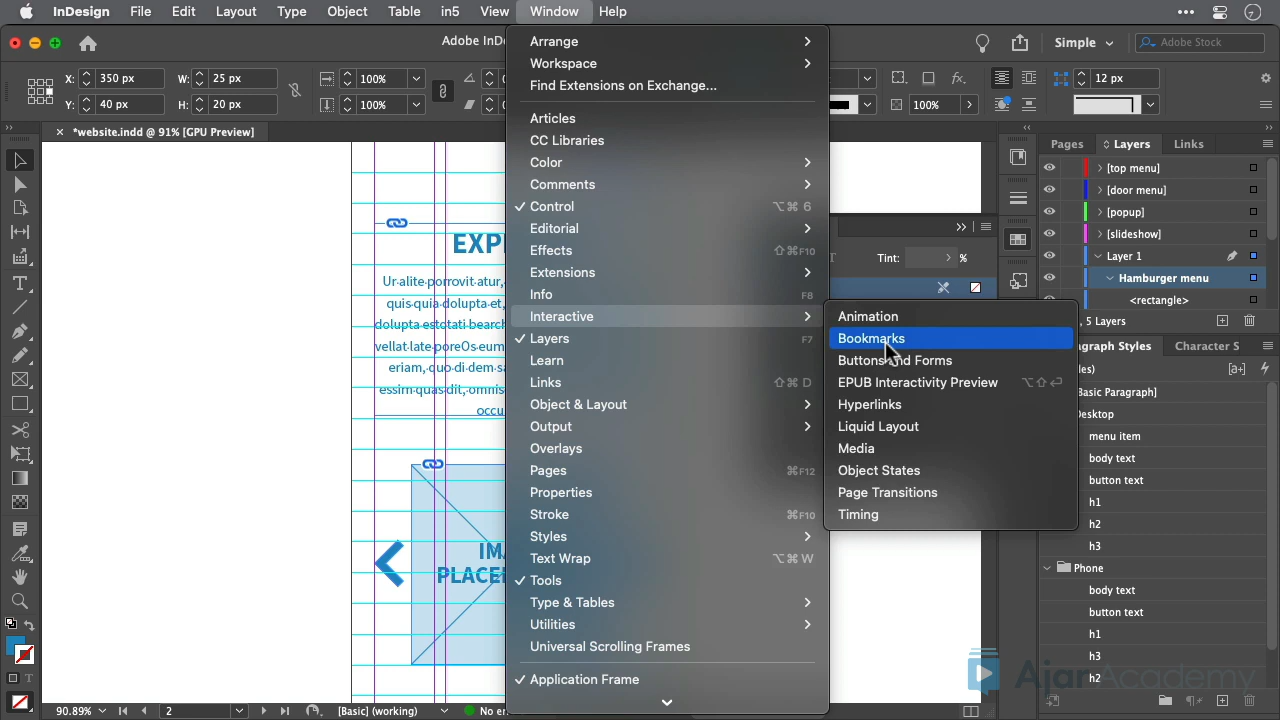 InDesign File Edit Layout Type Object Table in5 View Window Help
Adobe InDe
Simple
Adobe Stock
X: 350 px W: 25 px 100% 12 px
Y: 40 px H: 20 px 100% 100%
*website.indd @ 91% [GPU Preview]
Arrange
Workspace
Find Extensions on Exchange...
Articles
CC Libraries
Color
Comments
Control ⌥⌘ 6
Editorial
Effects ⇧⌘F10
Extensions
Info F8
Interactive
Layers F7
Learn
Links ⇧⌘ D
Object & Layout
Output
Overlays
Pages ⌘F12
Properties
Stroke ⌘F10
Styles
Text Wrap ⌥⌘ W
Tools
Type & Tables
Utilities
Universal Scrolling Frames
Application Frame
Animation
Bookmarks
Buttons and Forms
EPUB Interactivity Preview ⌥⇧⏎
Hyperlinks
Liquid Layout
Media
Object States
Page Transitions
Timing
EXP
Ur·alite·porrovit·atur,
quis·quia·dolupta·et,
dolupta·estotati·bearch
vellat·late·poreOs·eum
eriam,·quo·di·dem·sa
essim·quas·dit,·omnis
occu
IMA
PLACE
Tint: %
Pages Layers Links
[top menu]
[door menu]
[popup]
[slideshow]
Layer 1
Hamburger menu
<rectangle>
, 5 Layers
graph Styles Character S
les)
Basic Paragraph]
Desktop
menu item
body text
button text
h1
h2
h3
Phone
body text
button text
h1
h3
h2
Ajar Academy
90.89% 2 [Basic] (working) No er